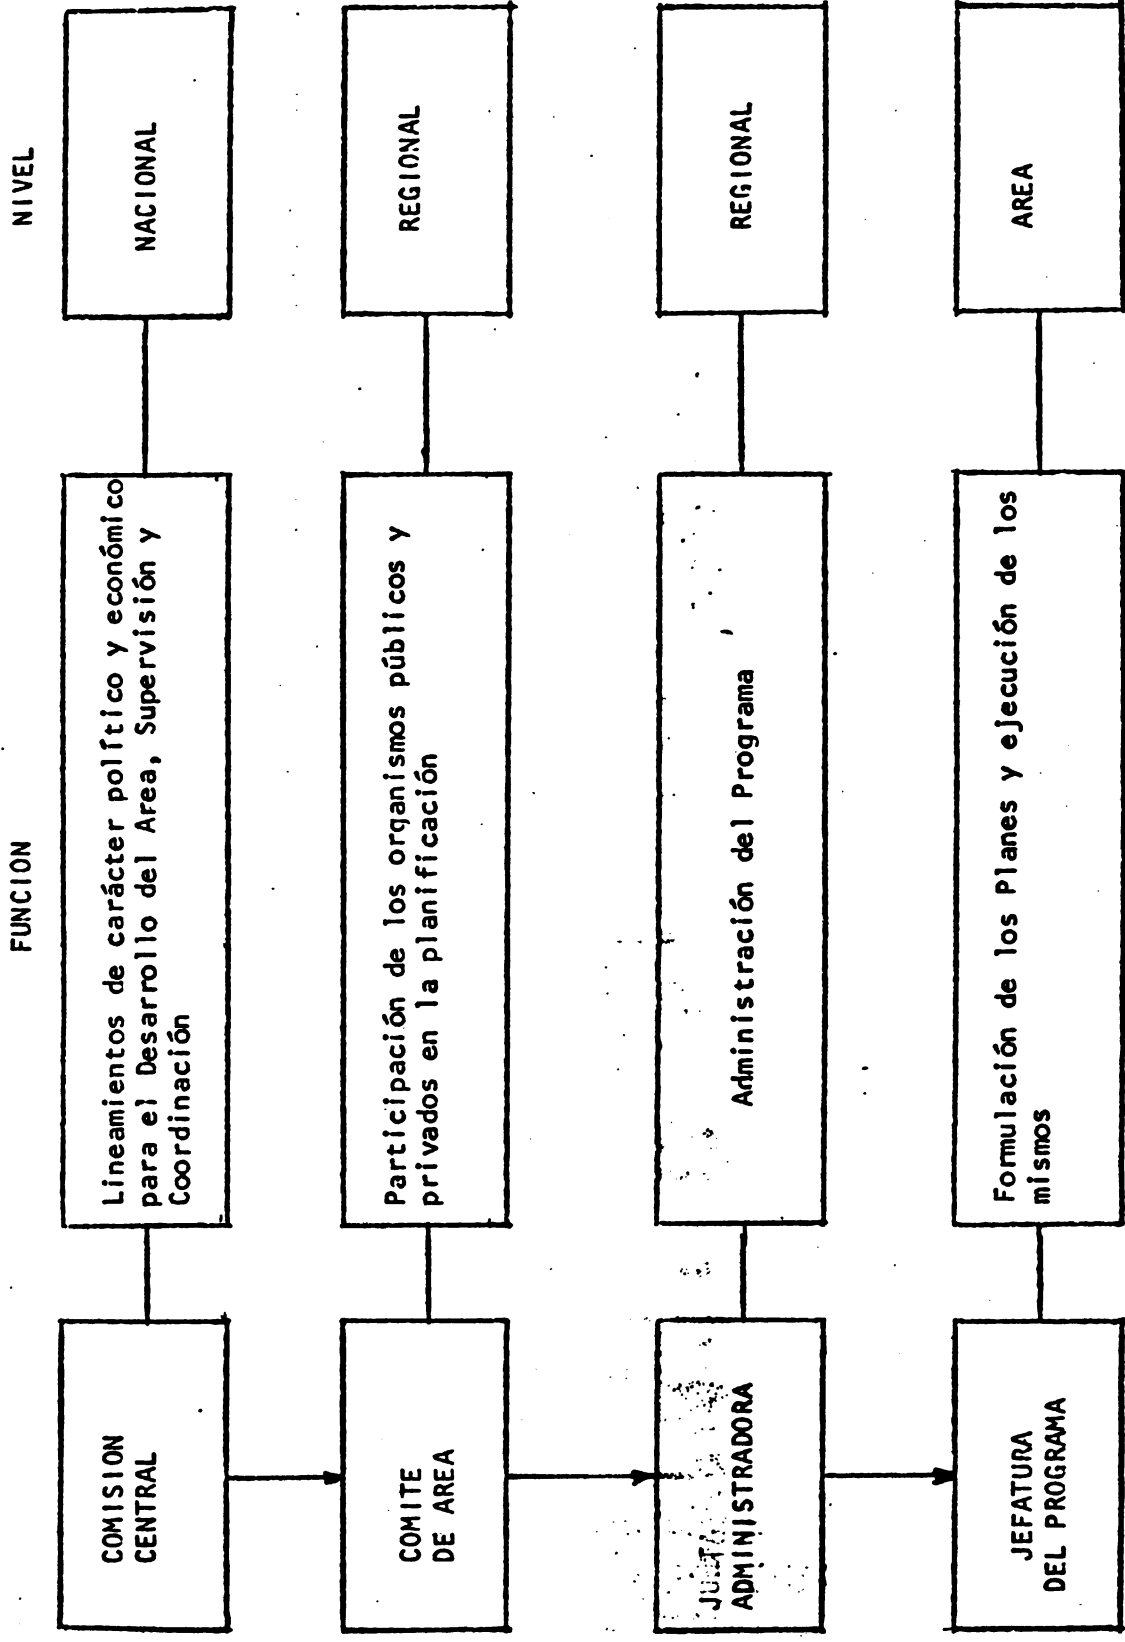 FUNCION
NIVEL
COMISION
CENTRAL
Lineamientos de carácter político y económico
para el Desarrollo del Area, Supervisión y
Coordinación
NACIONAL
COMITE
DE AREA
Participación de los organismos públicos y
privados en la planificación
REGIONAL
JUNTA
ADMINISTRADORA
Administración del Programa
REGIONAL
JEFATURA
DEL PROGRAMA
Formulación de los Planes y ejecución de los
mismos
AREA